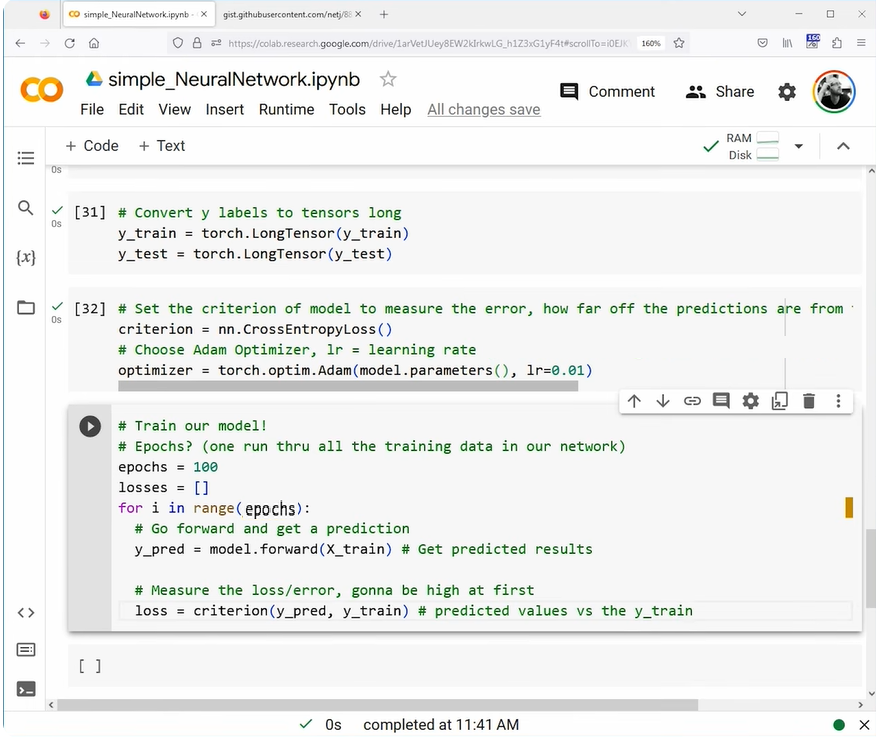 simple_NeuralNetwork.ipynb -
gist.githubusercontent.com/netj/8
https://colab.research.google.com/drive/1arVetJUey8EW2kIrkwLG_h1Z3xG1yF4t#scrollTo=i0EJK
160%
160
simple_NeuralNetwork.ipynb
Comment
Share
File Edit View Insert Runtime Tools Help All changes save
+ Code + Text
RAM
Disk
0s
[31] # Convert y labels to tensors long
0s
y_train = torch.LongTensor(y_train)
y_test = torch.LongTensor(y_test)
{x}
[32] # Set the criterion of model to measure the error, how far off the predictions are from
0s
criterion = nn.CrossEntropyLoss()
# Choose Adam Optimizer, lr = learning rate
optimizer = torch.optim.Adam(model.parameters(), lr=0.01)
# Train our model!
# Epochs? (one run thru all the training data in our network)
epochs = 100
losses = []
for i in range(epochs):
# Go forward and get a prediction
y_pred = model.forward(X_train) # Get predicted results
# Measure the loss/error, gonna be high at first
loss = criterion(y_pred, y_train) # predicted values vs the y_train
[ ]
0s completed at 11:41 AM